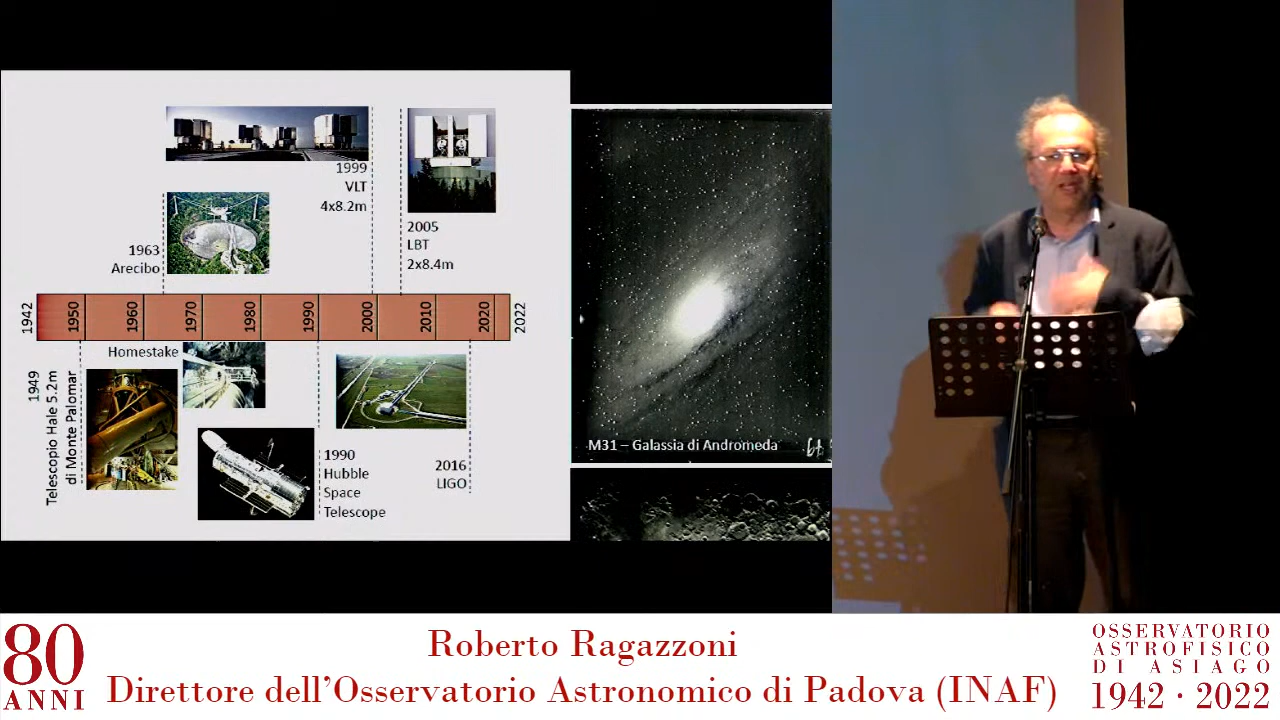 1999
VLT
4x8.2m
2005
LBT
2x8.4m
1963
Arecibo
1942
1950
1960
1970
1980
1990
2000
2010
2020
2022
Homestake
1949
Telescopio Hale 5.2m
di Monte Palomar
1990
Hubble
Space
Telescope
2016
LIGO
M31 – Galassia di Andromeda
80
ANNI
Roberto Ragazzoni
Direttore dell'Osservatorio Astronomico di Padova (INAF)
OSSERVATORIO
ASTROFISICO
DI ASIAGO
1942 · 2022